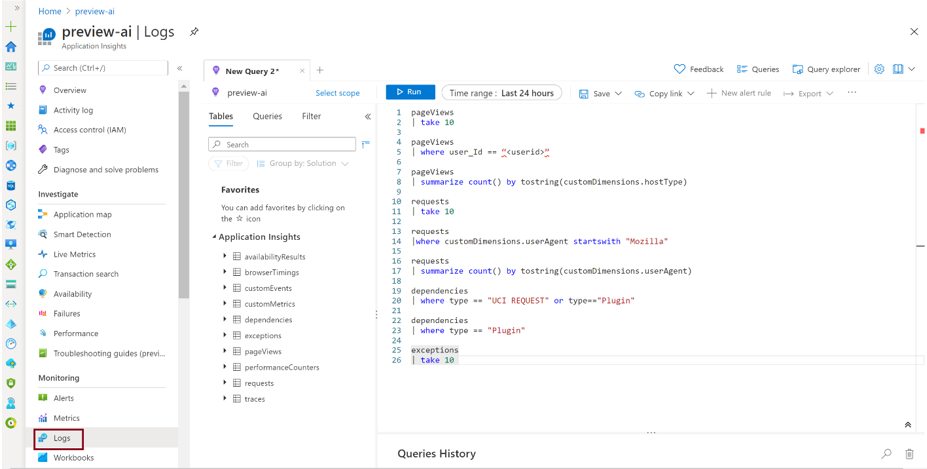 Home > preview-ai
preview-ai | Logs
Application Insights
Search (Ctrl+/)
Overview
Activity log
Access control (IAM)
Tags
Diagnose and solve problems
Investigate
Application map
Smart Detection
Live Metrics
Transaction search
Availability
Failures
Performance
Troubleshooting guides (previ...
Monitoring
Alerts
Metrics
Logs
Workbooks
New Query 2*
Feedback
Queries
Query explorer
preview-ai
Select scope
Run
Time range : Last 24 hours
Save
Copy link
New alert rule
Export
Tables
Queries
Filter
Search
Filter
Group by: Solution
Favorites
You can add favorites by clicking on
the ☆ icon
Application Insights
availabilityResults
browserTimings
customEvents
customMetrics
dependencies
exceptions
pageViews
performanceCounters
requests
traces
1 pageViews
2 | take 10
3
4 pageViews
5 | where user_Id == “<userid>”
6
7 pageViews
8 | summarize count() by tostring(customDimensions.hostType)
9
10 requests
11 | take 10
12
13 requests
14 |where customDimensions.userAgent startswith "Mozilla"
15
16 requests
17 | summarize count() by tostring(customDimensions.userAgent)
18
19 dependencies
20 | where type == "UCI REQUEST" or type=="Plugin"
21
22 dependencies
23 | where type == "Plugin"
24
25 exceptions
26 | take 10
Queries History